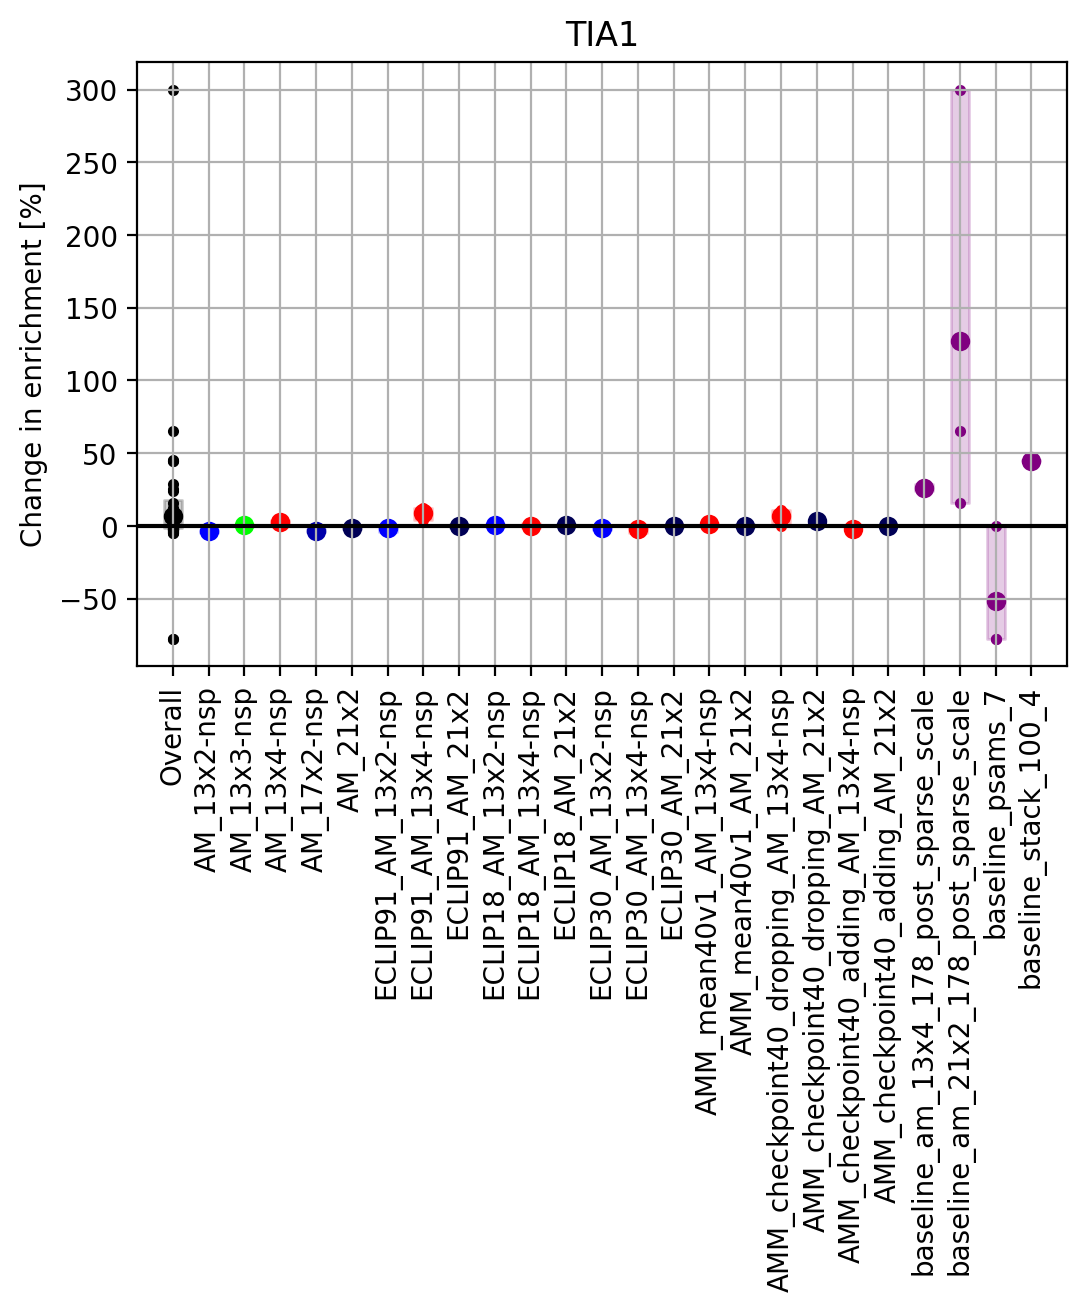 TIA1
Change in enrichment [%]
300
250
200
150
100
50
0
−50
Overall
AM_13x2-nsp
AM_13x3-nsp
AM_13x4-nsp
AM_17x2-nsp
AM_21x2
ECLIP91_AM_13x2-nsp
ECLIP91_AM_13x4-nsp
ECLIP91_AM_21x2
ECLIP18_AM_13x2-nsp
ECLIP18_AM_13x4-nsp
ECLIP18_AM_21x2
ECLIP30_AM_13x2-nsp
ECLIP30_AM_13x4-nsp
ECLIP30_AM_21x2
AMM_mean40v1_AM_13x4-nsp
AMM_mean40v1_AM_21x2
AMM_checkpoint40_dropping_AM_13x4-nsp
AMM_checkpoint40_dropping_AM_21x2
AMM_checkpoint40_adding_AM_13x4-nsp
AMM_checkpoint40_adding_AM_21x2
baseline_am_13x4_178_post_sparse_scale
baseline_am_21x2_178_post_sparse_scale
baseline_psams_7
baseline_stack_100_4